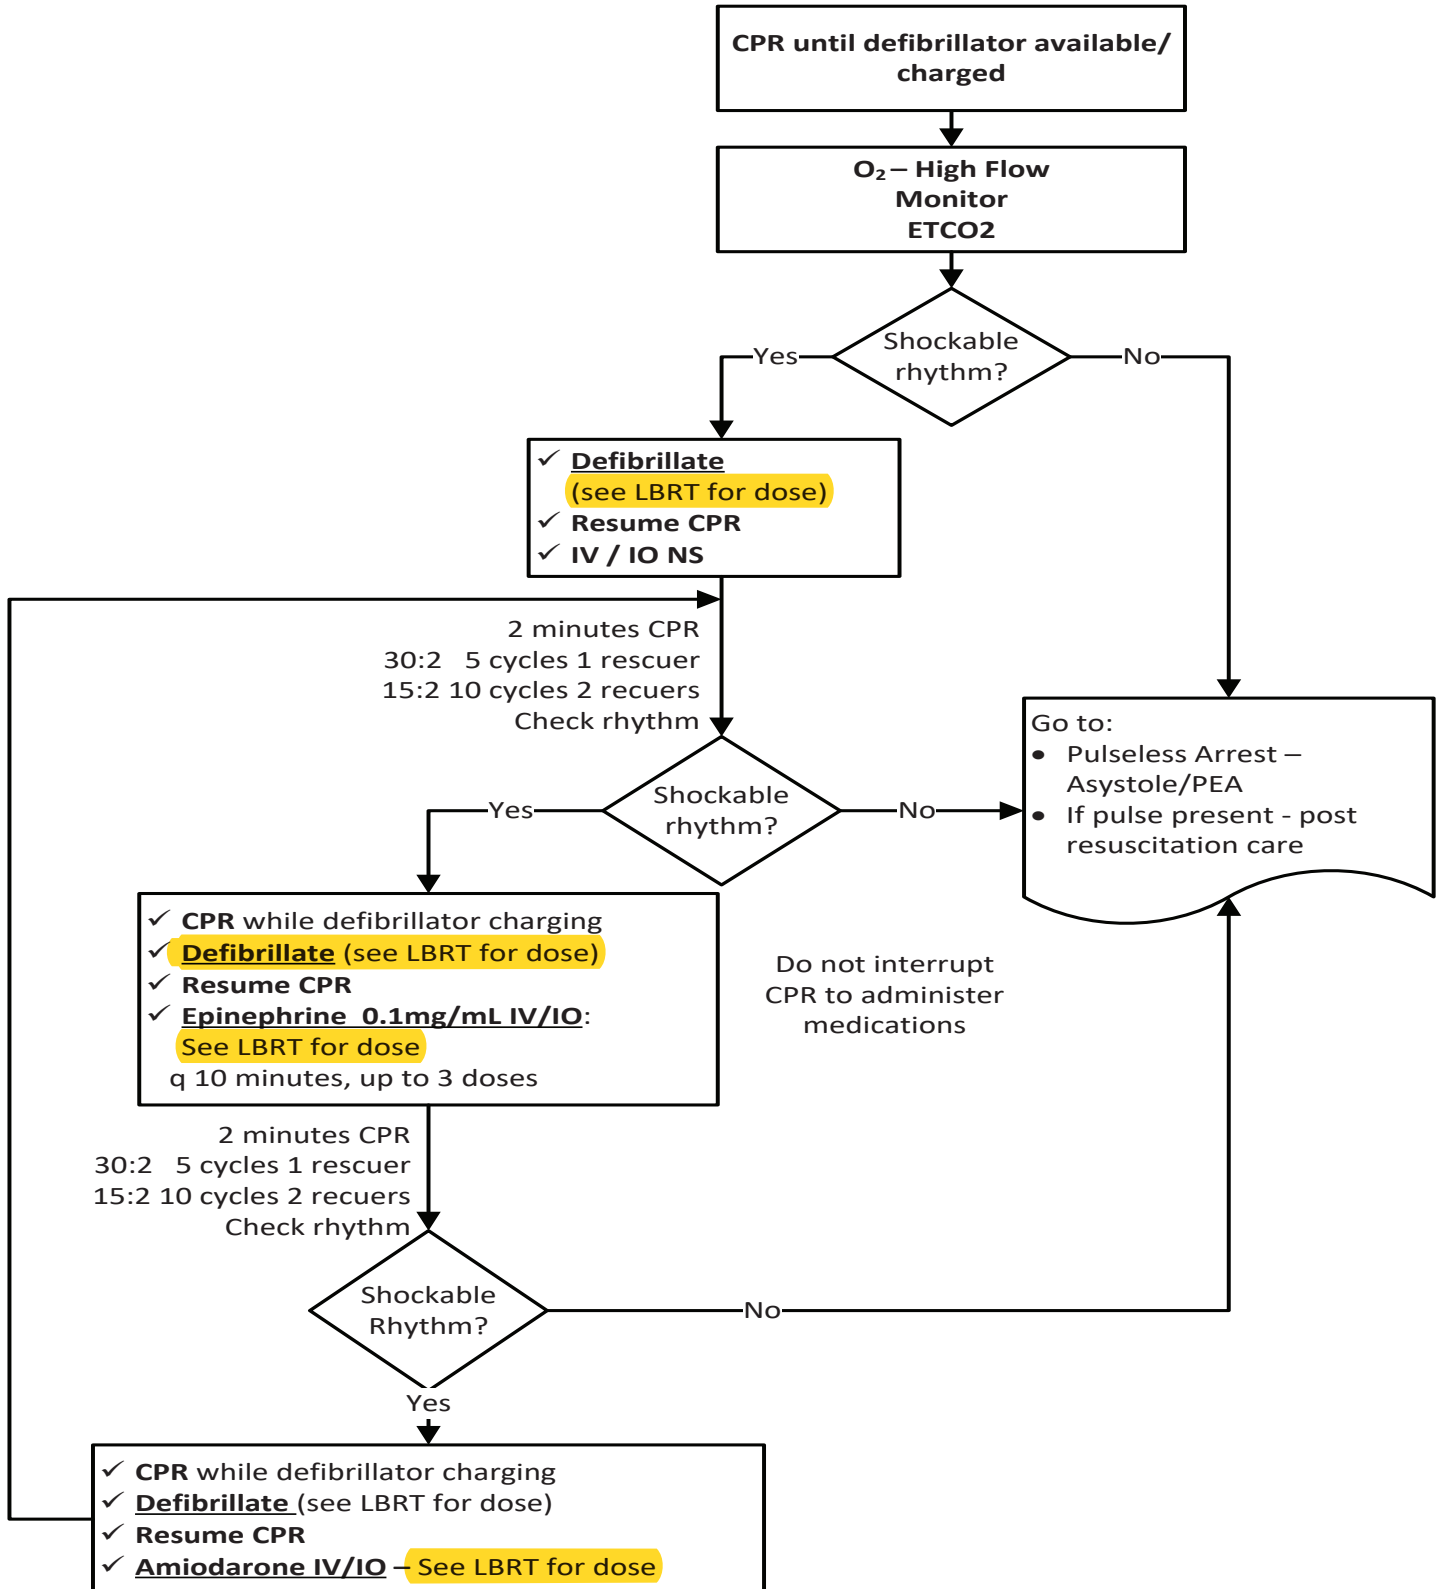 CPR until defibrillator available/
charged
O₂ – High Flow
Monitor
ETCO2
Shockable
rhythm?
Yes
No
✓ Defibrillate
(see LBRT for dose)
✓ Resume CPR
✓ IV / IO NS
2 minutes CPR
30:2 5 cycles 1 rescuer
15:2 10 cycles 2 recuers
Check rhythm
Shockable
rhythm?
Yes
No
Go to:
• Pulseless Arrest –
Asystole/PEA
• If pulse present - post
resuscitation care
✓ CPR while defibrillator charging
✓ Defibrillate (see LBRT for dose)
✓ Resume CPR
✓ Epinephrine 0.1mg/mL IV/IO:
See LBRT for dose
q 10 minutes, up to 3 doses
Do not interrupt
CPR to administer
medications
2 minutes CPR
30:2 5 cycles 1 rescuer
15:2 10 cycles 2 recuers
Check rhythm
Shockable
Rhythm?
No
Yes
✓ CPR while defibrillator charging
✓ Defibrillate (see LBRT for dose)
✓ Resume CPR
✓ Amiodarone IV/IO – See LBRT for dose